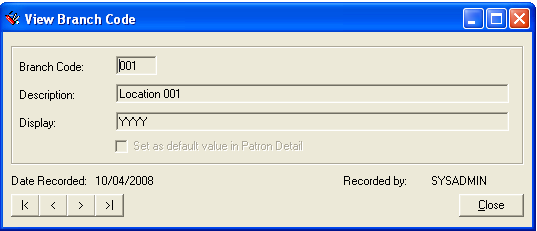 View Branch Code
Branch Code: 001
Description: Location 001
Display: YYYY
Set as default value in Patron Detail
Date Recorded: 10/04/2008 Recorded by: SYSADMIN
Close